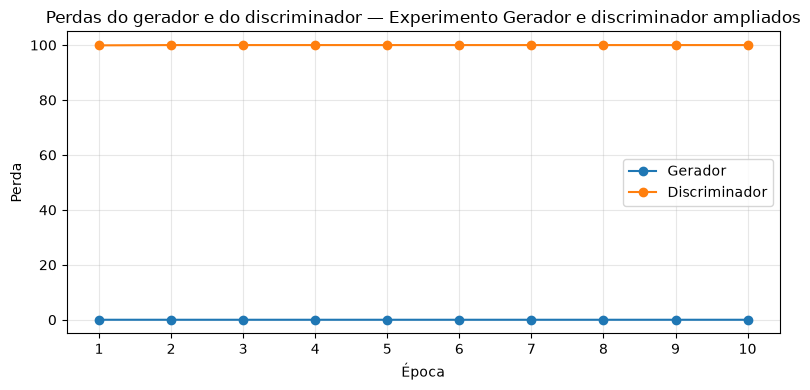 Perdas do gerador e do discriminador — Experimento Gerador e discriminador ampliados
Perda
100
80
60
40
20
0
Gerador
Discriminador
1 2 3 4 5 6 7 8 9 10
Época